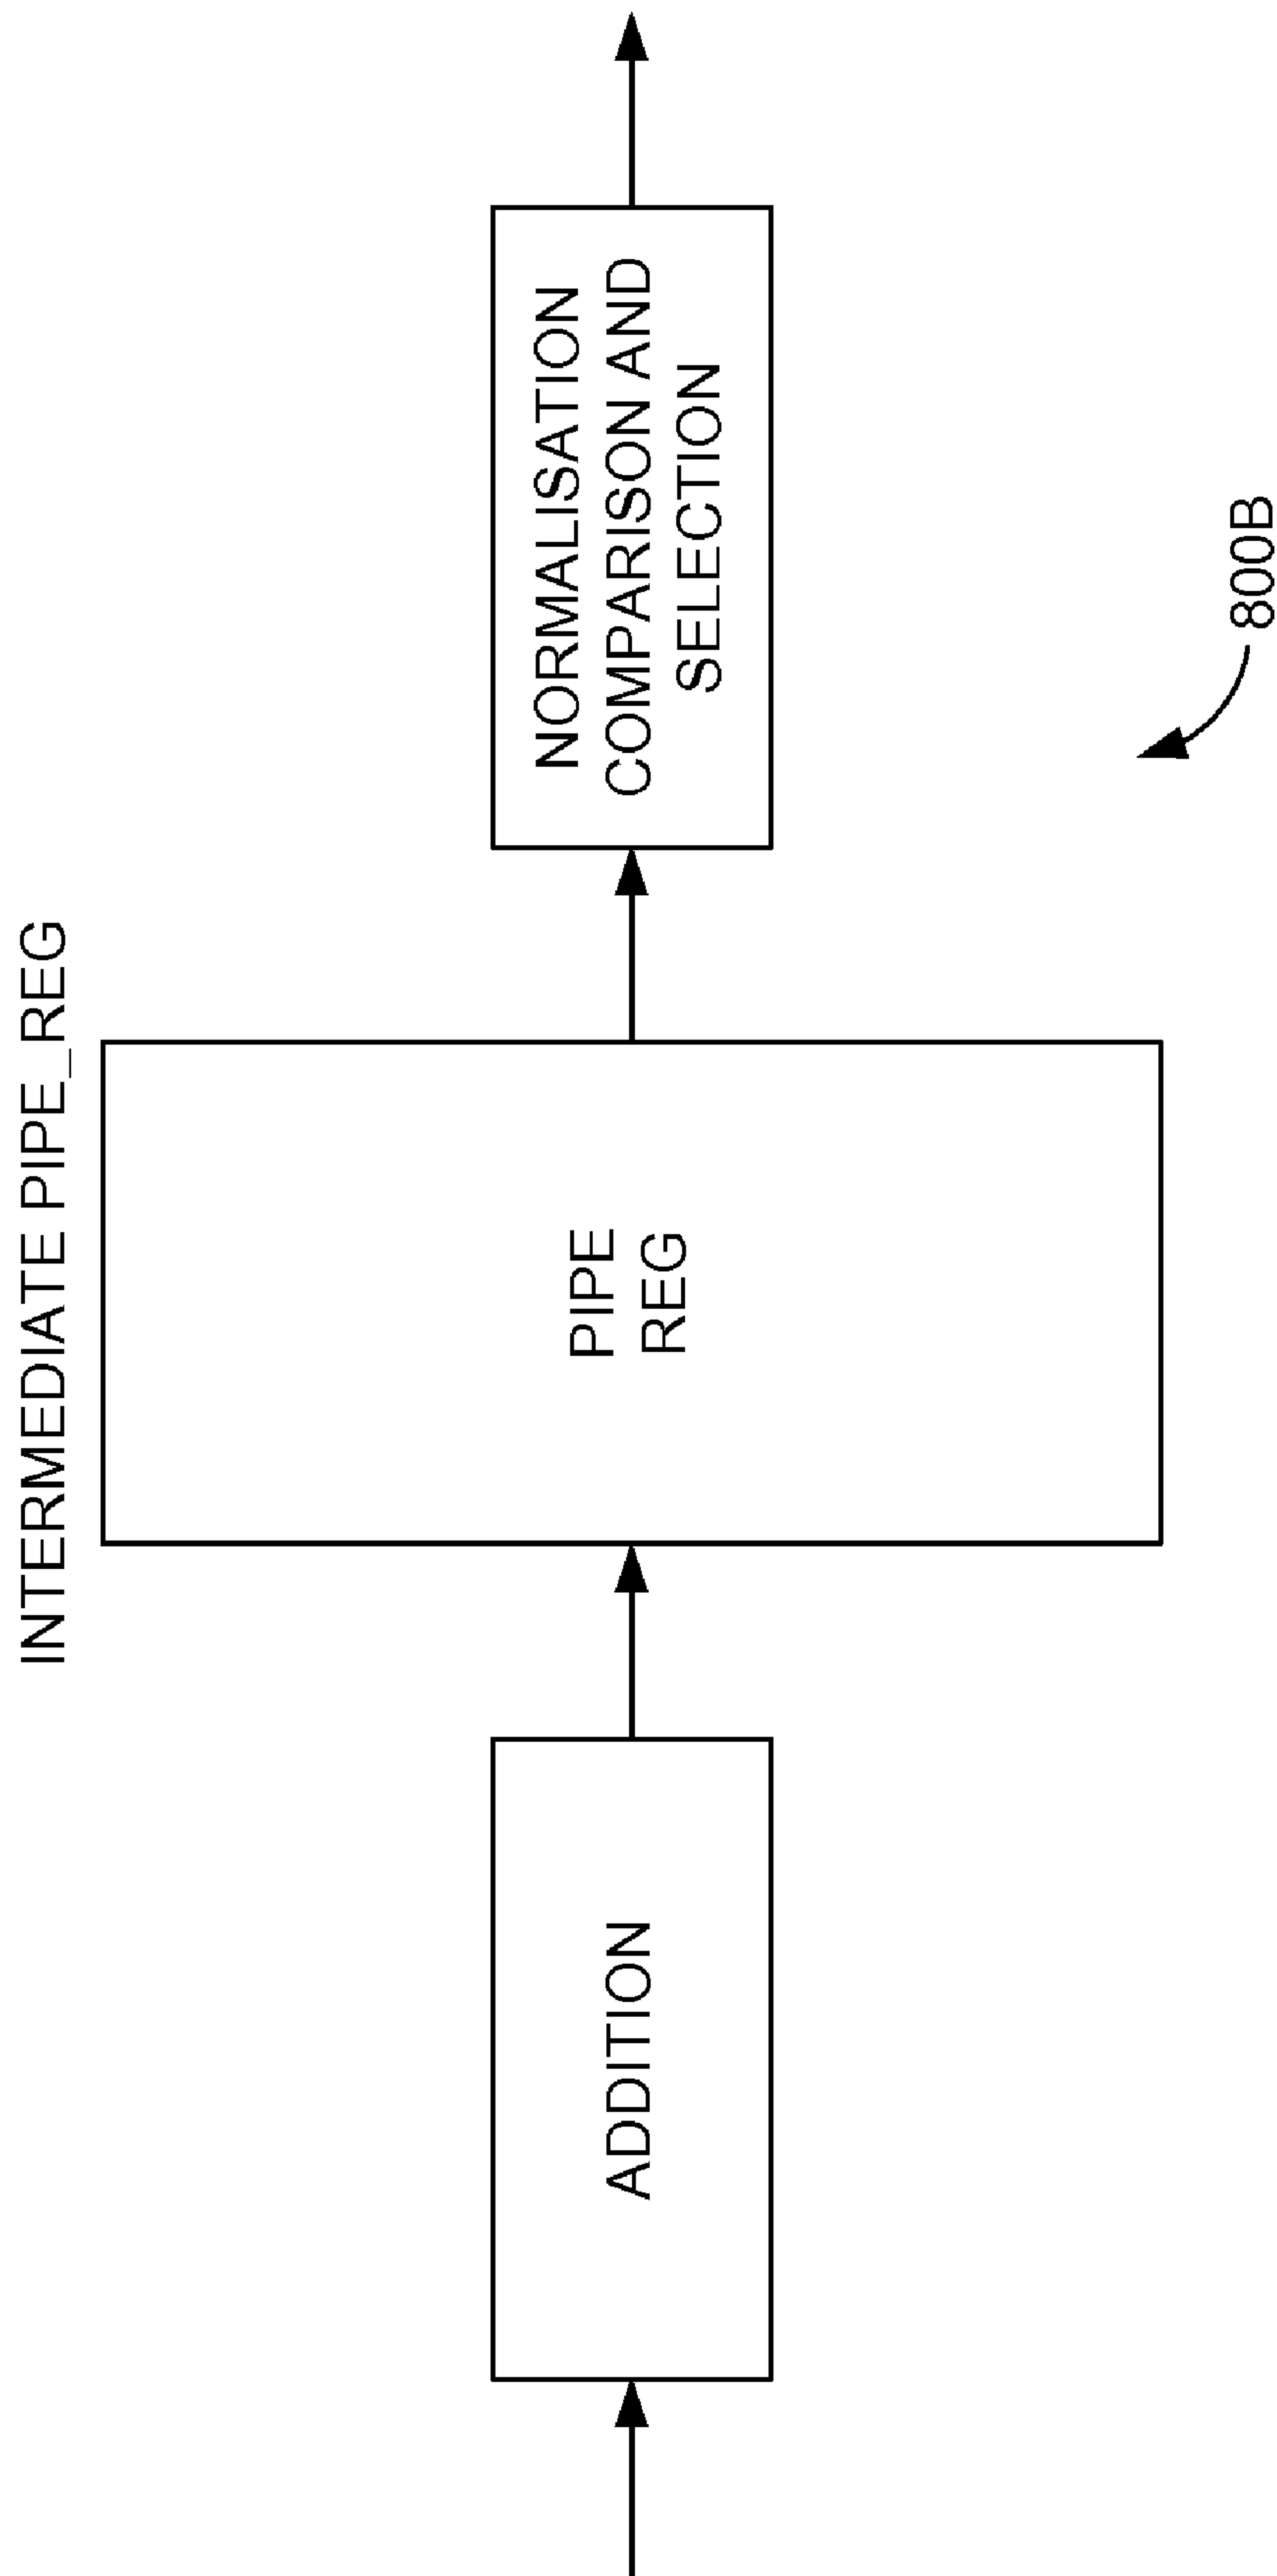 INTERMEDIATE PIPE_REG
ADDITION
PIPE
REG
NORMALISATION
COMPARISON AND
SELECTION
800B